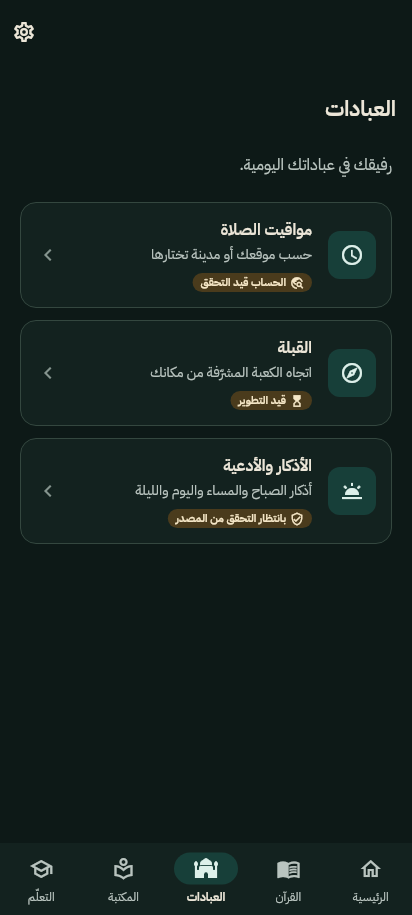 العبادات
رفيقك في عباداتك اليومية.
مواقيت الصلاة
حسب موقعك أو مدينة تختارها
الحساب قيد التحقق
القبلة
اتجاه الكعبة المشرّفة من مكانك
قيد التطوير
الأذكار والأدعية
أذكار الصباح والمساء واليوم والليلة
بانتظار التحقق من المصدر
الرئيسية
القرآن
العبادات
المكتبة
التعلّم